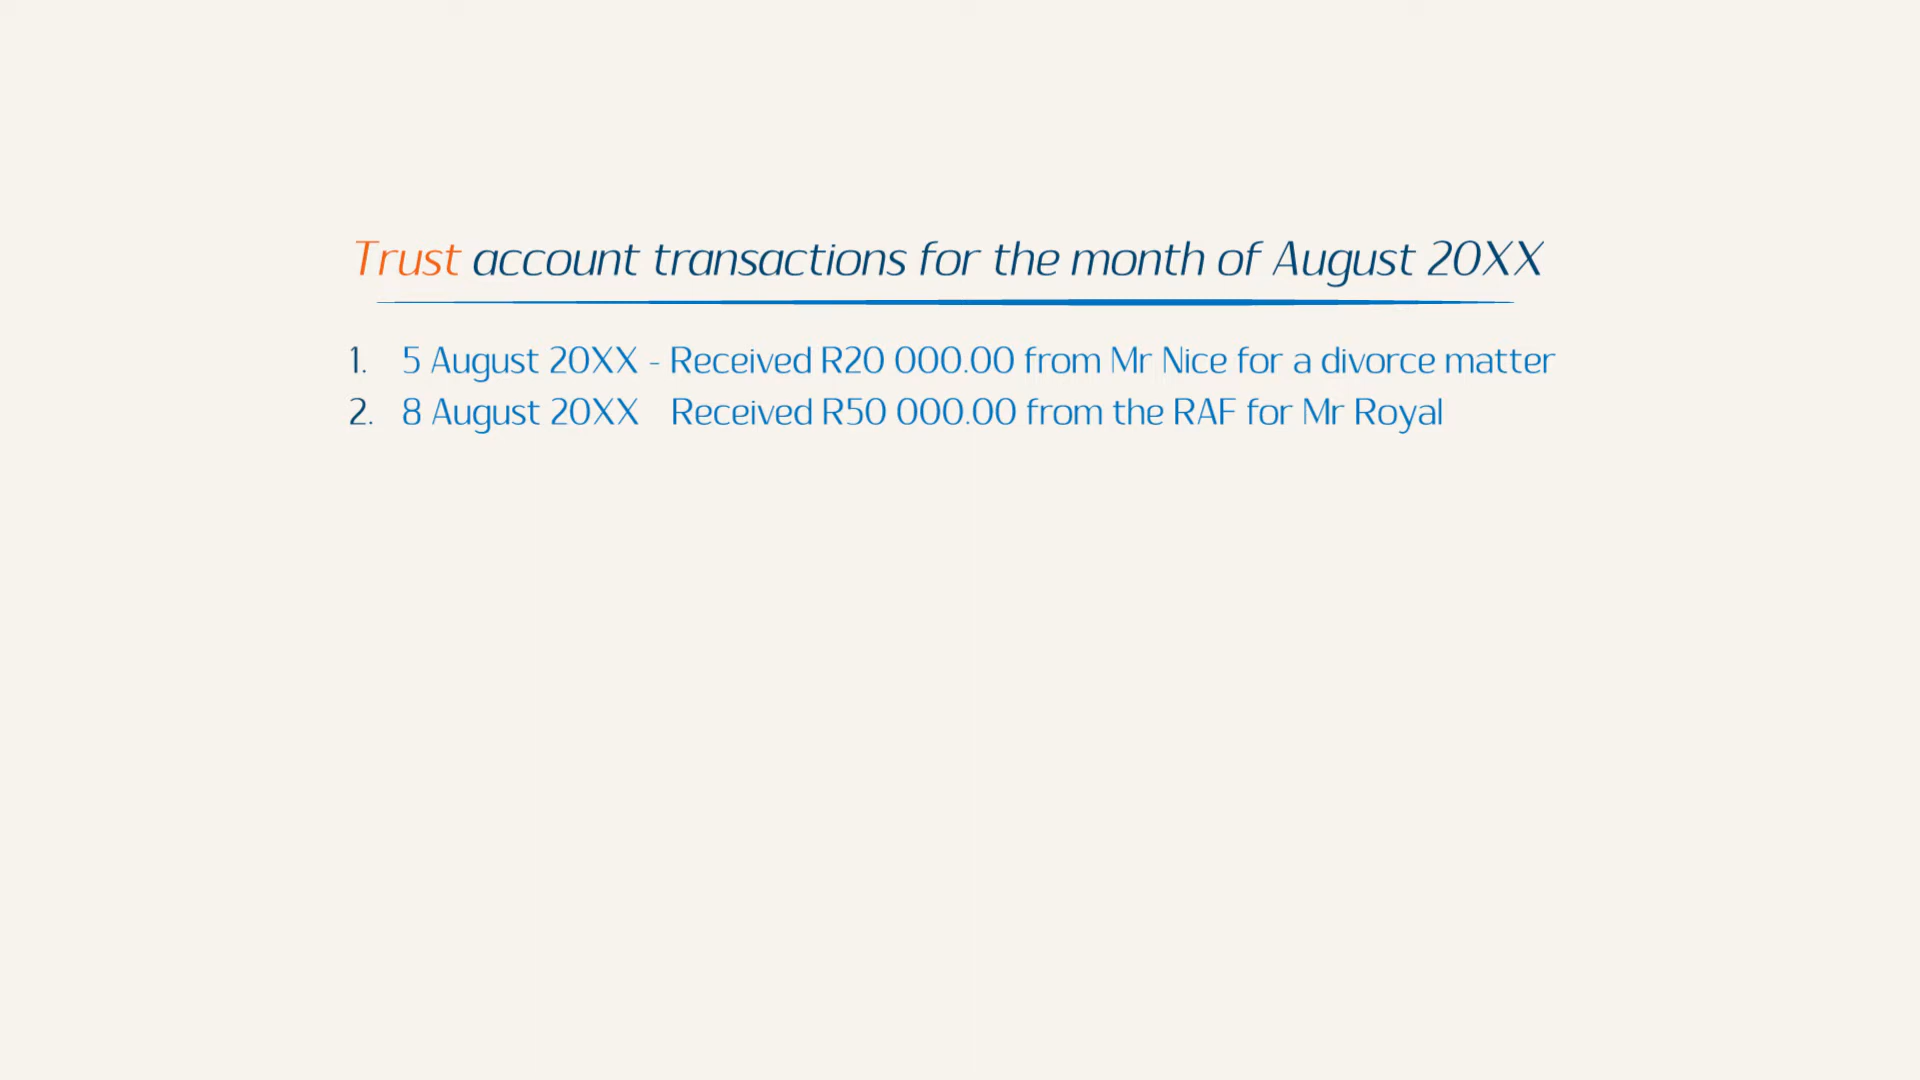 Trust account transactions for the month of August 20XX
1. 5 August 20XX - Received R20 000.00 from Mr Nice for a divorce matter
2. 8 August 20XX Received R50 000.00 from the RAF for Mr Royal